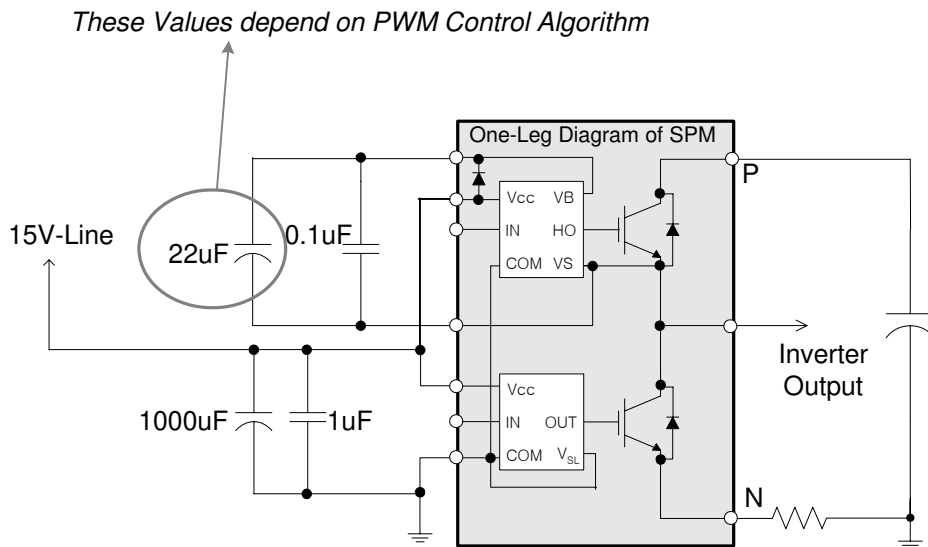 These Values depend on PWM Control Algorithm
One-Leg Diagram of SPM
P
Vcc VB
15V-Line
22uF
0.1uF
IN HO
COM VS
Inverter
Output
Vcc
1000uF
1uF
IN OUT
COM VSL
N